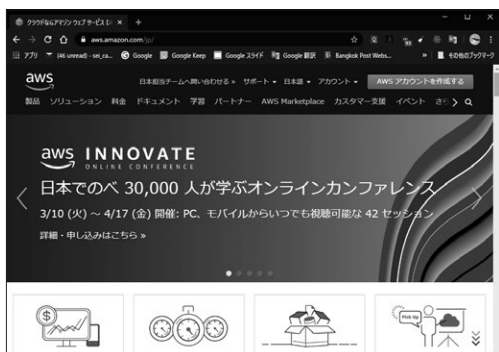 クラウドならアマゾン ウェブ サービス【A
aws.amazon.com/jp/
アプリ (46 unread) - sei_ca... Google Google Keep Google スライド Google 翻訳 Bangkok Post Webs... » その他のブックマーク
aws
日本担当チームへ問い合わせる » サポート 日本語 アカウント AWS アカウントを作成する
製品 ソリューション 料金 ドキュメント 学習 パートナー AWS Marketplace カスタマー支援 イベント さら
aws INNOVATE
ONLINE CONFERENCE
日本でのべ 30,000 人が学ぶオンラインカンファレンス
3/10 (火) ~ 4/17 (金) 開催: PC、モバイルからいつでも視聴可能な 42 セッション
詳細・申し込みはこちら »
Pick Up